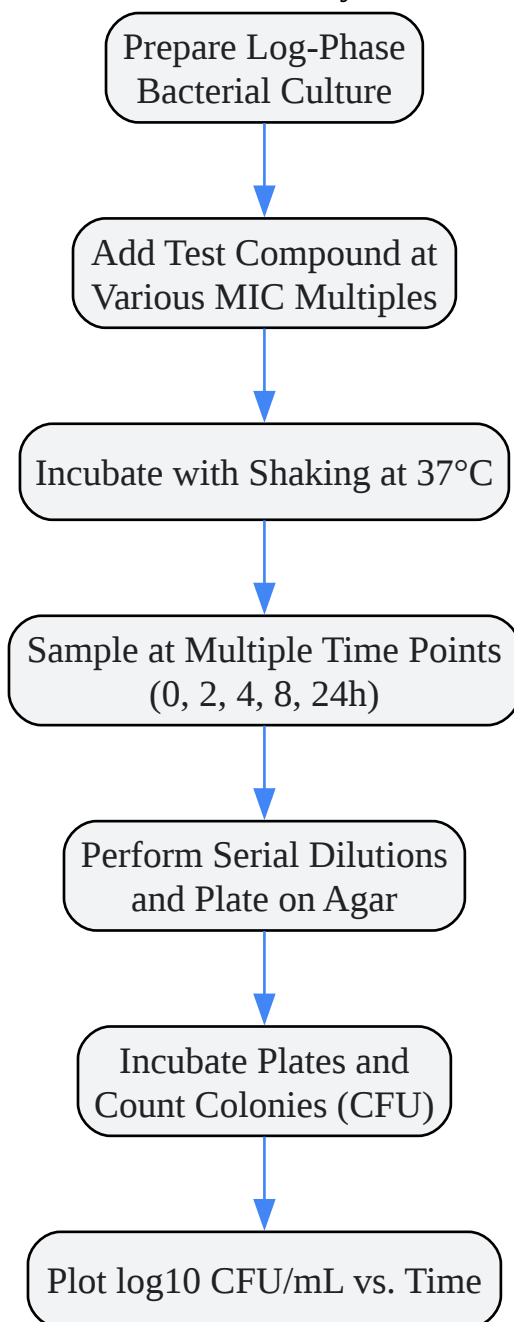 Prepare Log-Phase
Bacterial Culture
Add Test Compound at
Various MIC Multiples
Incubate with Shaking at 37°C
Sample at Multiple Time Points
(0, 2, 4, 8, 24h)
Perform Serial Dilutions
and Plate on Agar
Incubate Plates and
Count Colonies (CFU)
Plot log10 CFU/mL vs. Time